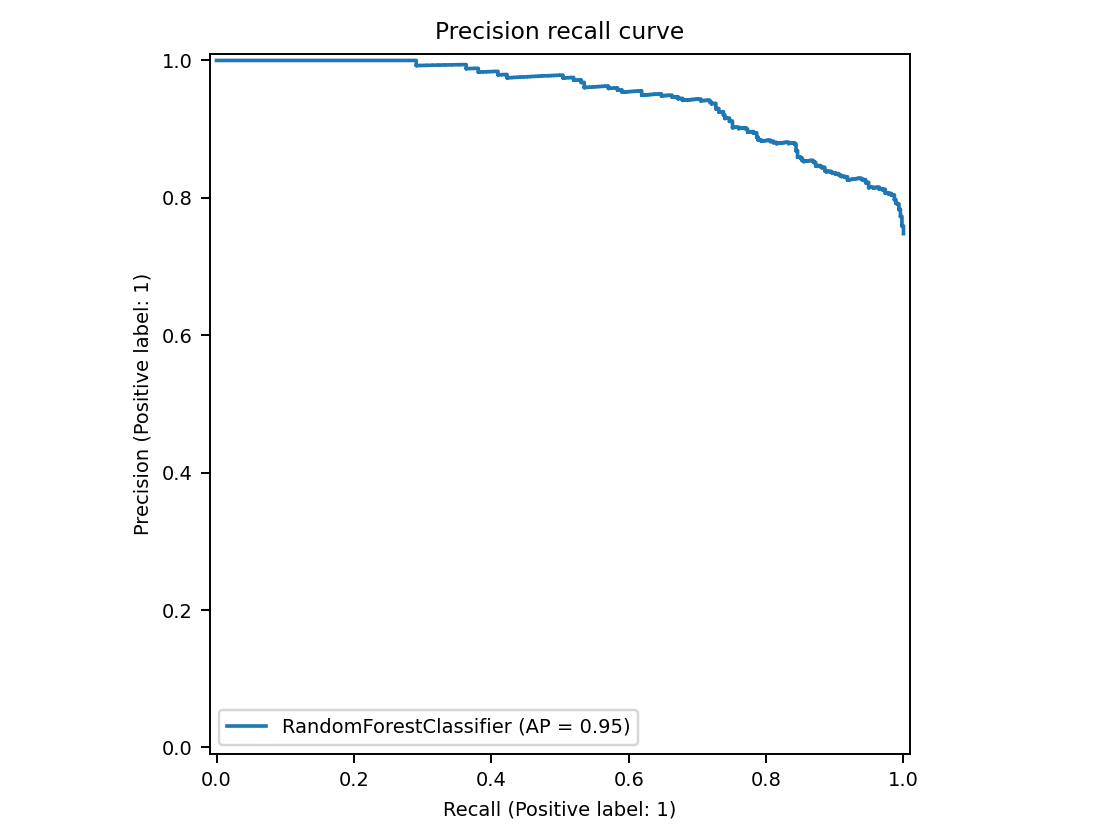 Precision recall curve
1.0
0.8
0.6
0.4
0.2
0.0
Precision (Positive label: 1)
RandomForestClassifier (AP = 0.95)
0.0 0.2 0.4 0.6 0.8 1.0
Recall (Positive label: 1)